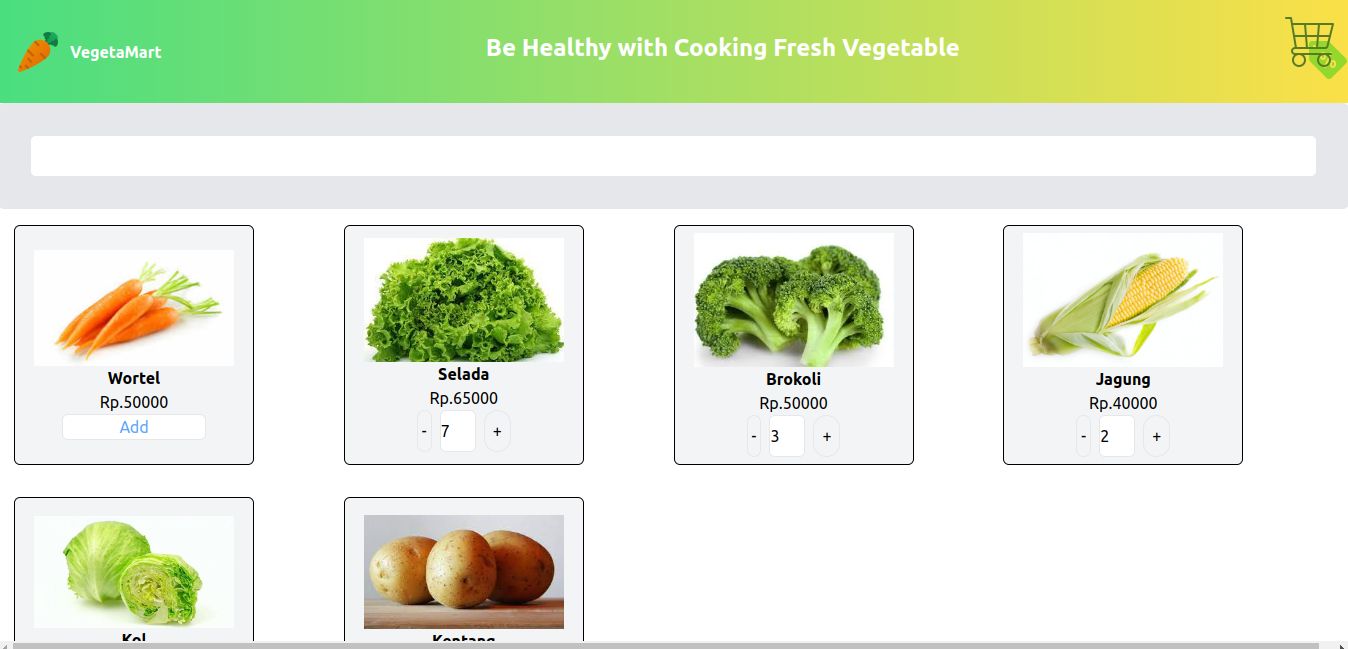 VegetaMart
Be Healthy with Cooking Fresh Vegetable
%
Wortel
Rp.50000
Add
Selada
Rp.65000
- 7 +
Brokoli
Rp.50000
- 3 +
Jagung
Rp.40000
- 2 +
Kol
Kentang